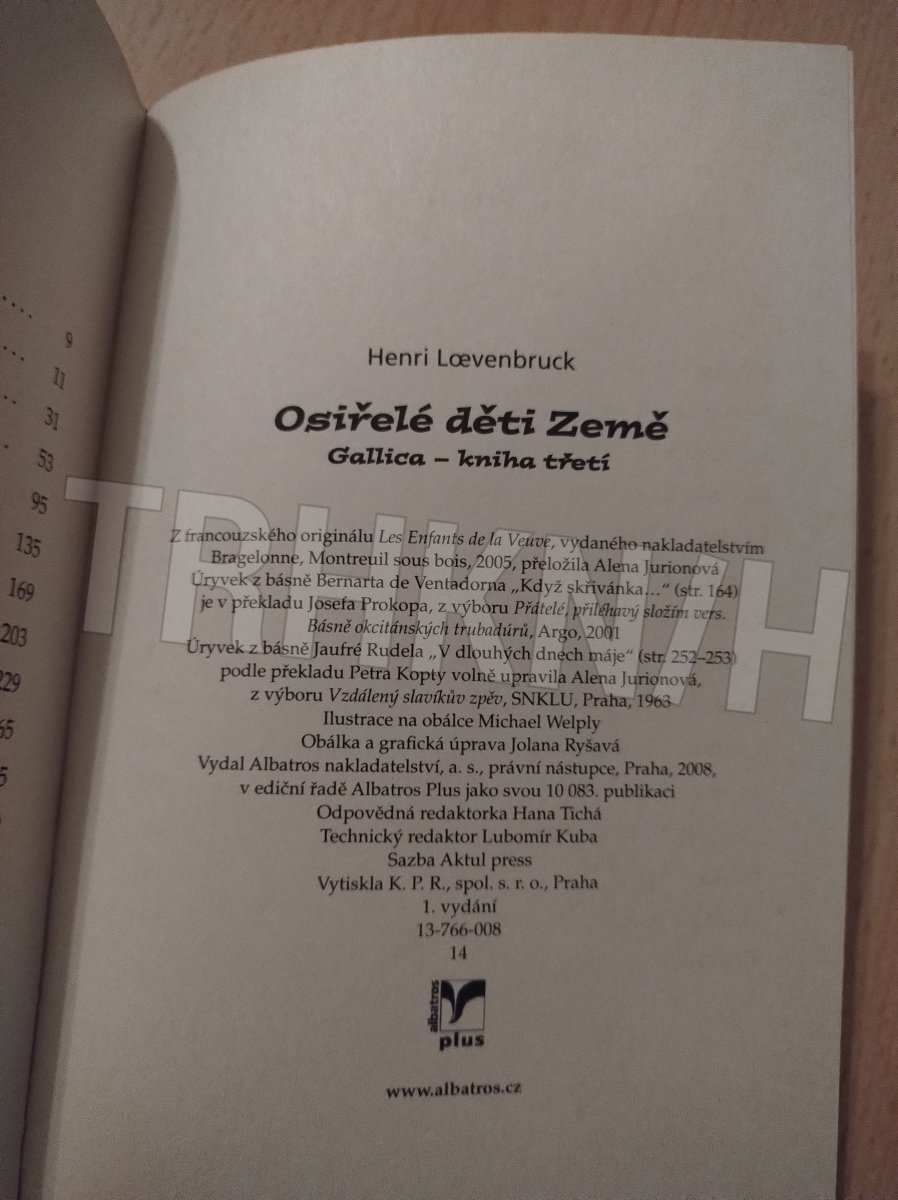 9
11
31
53
95
135
169
203
229
65
5
Henri Lœvenbruck
Osiřelé děti Země
Gallica – kniha třetí
Z francouzského originálu Les Enfants de la Veuve, vydaného nakladatelstvím
Bragelonne, Montreuil sous bois, 2005, přeložila Alena Jurionová
Úryvek z básně Bernarta de Ventadorna „Když skřivánka...“ (str. 164)
je v překladu Josefa Prokopa, z výboru Přátelé, přiléhavý složím vers.
Básně okcitánských trubadúrů, Argo, 2001
Úryvek z básně Jaufré Rudela „V dlouhých dnech máje“ (str. 252–253)
podle překladu Petra Kopty volně upravila Alena Jurionová,
z výboru Vzdálený slavíkův zpěv, SNKLU, Praha, 1963
Ilustrace na obálce Michael Welply
Obálka a grafická úprava Jolana Ryšavá
Vydal Albatros nakladatelství, a. s., právní nástupce, Praha, 2008,
v ediční řadě Albatros Plus jako svou 10 083. publikaci
Odpovědná redaktorka Hana Tichá
Technický redaktor Lubomír Kuba
Sazba Aktul press
Vytiskla K. P. R., spol. s. r. o., Praha
1. vydání
13-766-008
14
albatros
plus
www.albatros.cz